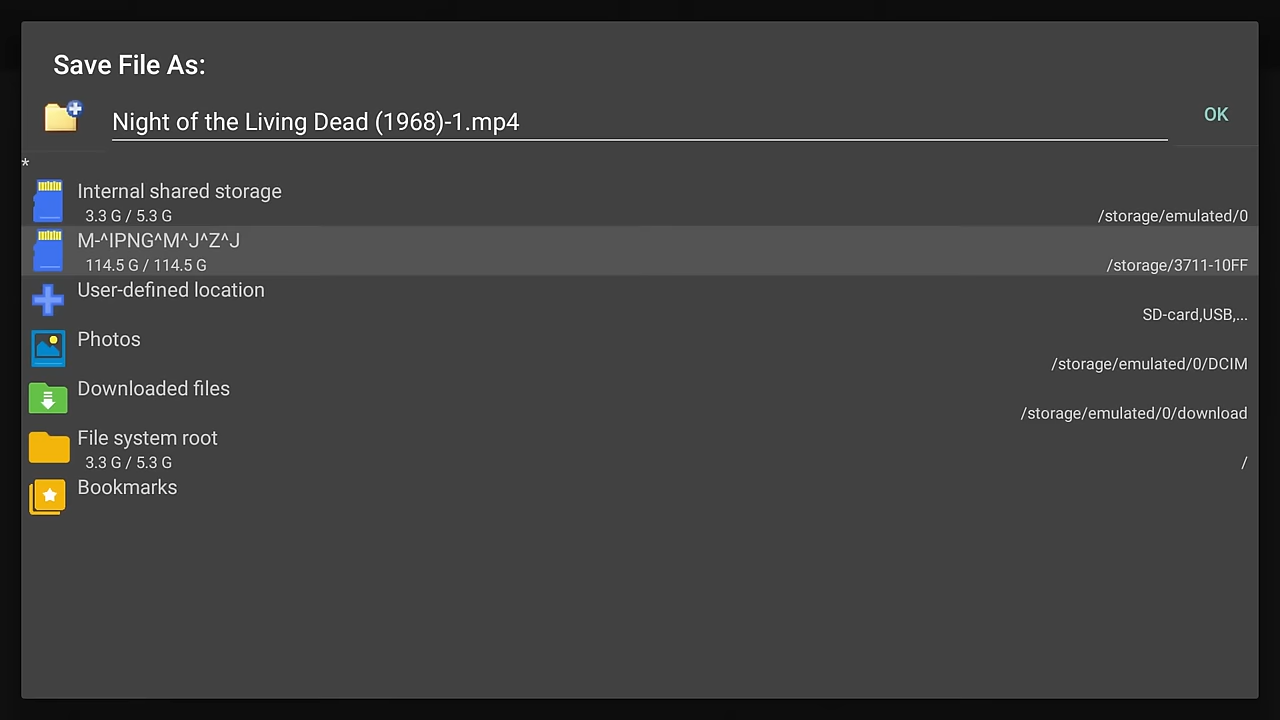 Save File As:
Night of the Living Dead (1968)-1.mp4
OK
*
Internal shared storage
3.3 G / 5.3 G
/storage/emulated/0
M-^IPNG^M^J^Z^J
114.5 G / 114.5 G
/storage/3711-10FF
User-defined location
SD-card,USB,...
Photos
/storage/emulated/0/DCIM
Downloaded files
/storage/emulated/0/download
File system root
3.3 G / 5.3 G
/
Bookmarks